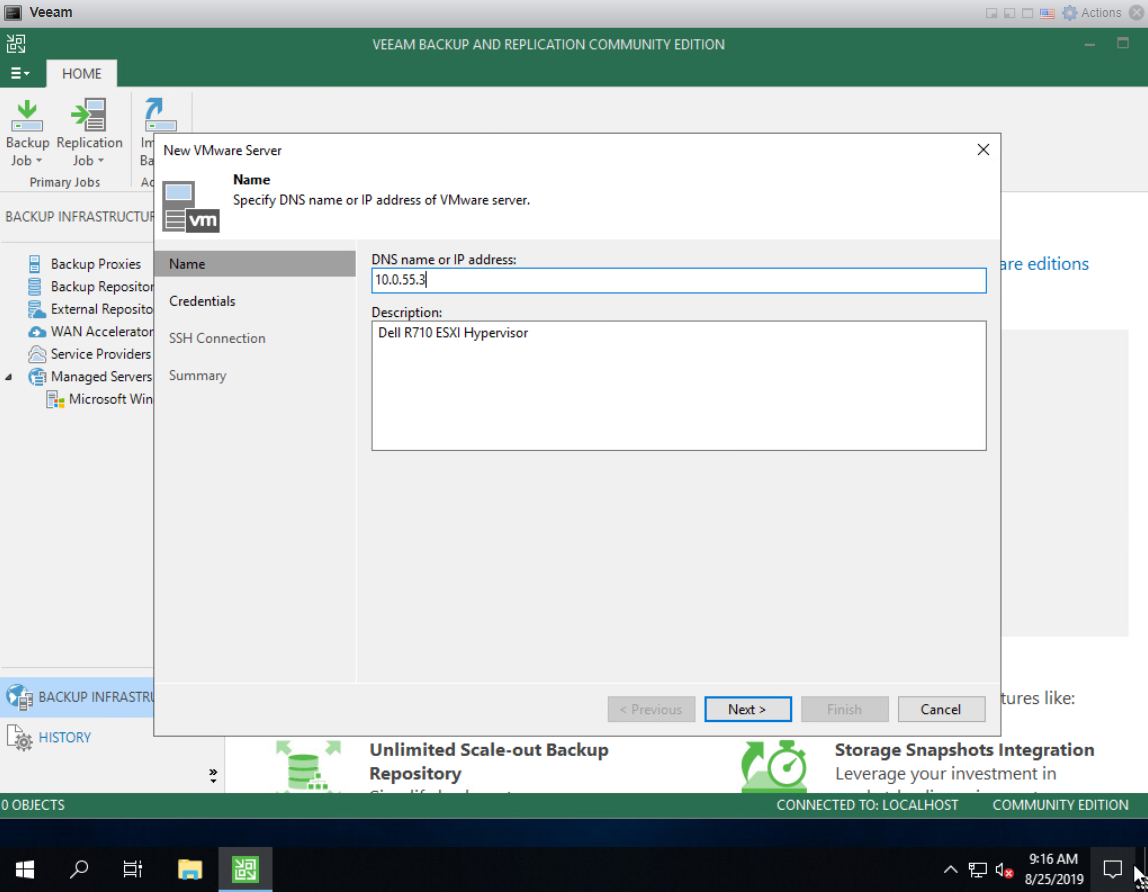 Veeam
Actions
VEEAM BACKUP AND REPLICATION COMMUNITY EDITION
HOME
Backup
Job
Replication
Job
Im
Ba
Primary Jobs
Ac
BACKUP INFRASTRUCTUR
Backup Proxies
Backup Repositor
External Reposito
WAN Accelerator
Service Providers
Managed Servers
Microsoft Win
New VMware Server
vm
Name
Specify DNS name or IP address of VMware server.
Name
Credentials
SSH Connection
Summary
DNS name or IP address:
10.0.55.3
Description:
Dell R710 ESXI Hypervisor
< Previous
Next >
Finish
Cancel
are editions
tures like:
BACKUP INFRASTRU
HISTORY
Unlimited Scale-out Backup
Repository
Storage Snapshots Integration
Leverage your investment in
0 OBJECTS
CONNECTED TO: LOCALHOST
COMMUNITY EDITION
9:16 AM
8/25/2019